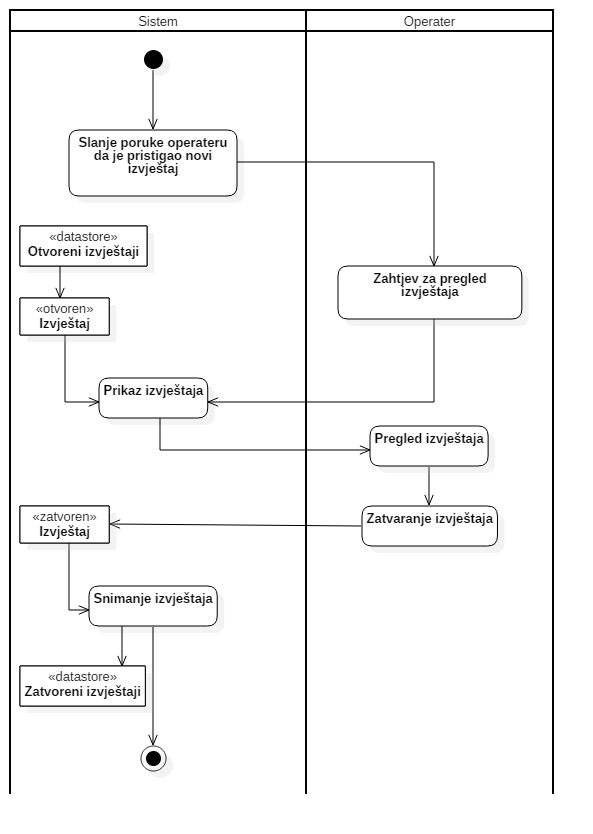 Sistem
Operater
Slanje poruke operateru
da je pristigao novi
izvještaj
«datastore»
Otvoreni izvještaji
«otvoren»
Izvještaj
Zahtjev za pregled
izvještaja
Prikaz izvještaja
Pregled izvještaja
«zatvoren»
Izvještaj
Zatvaranje izvještaja
Snimanje izvještaja
«datastore»
Zatvoreni izvještaji